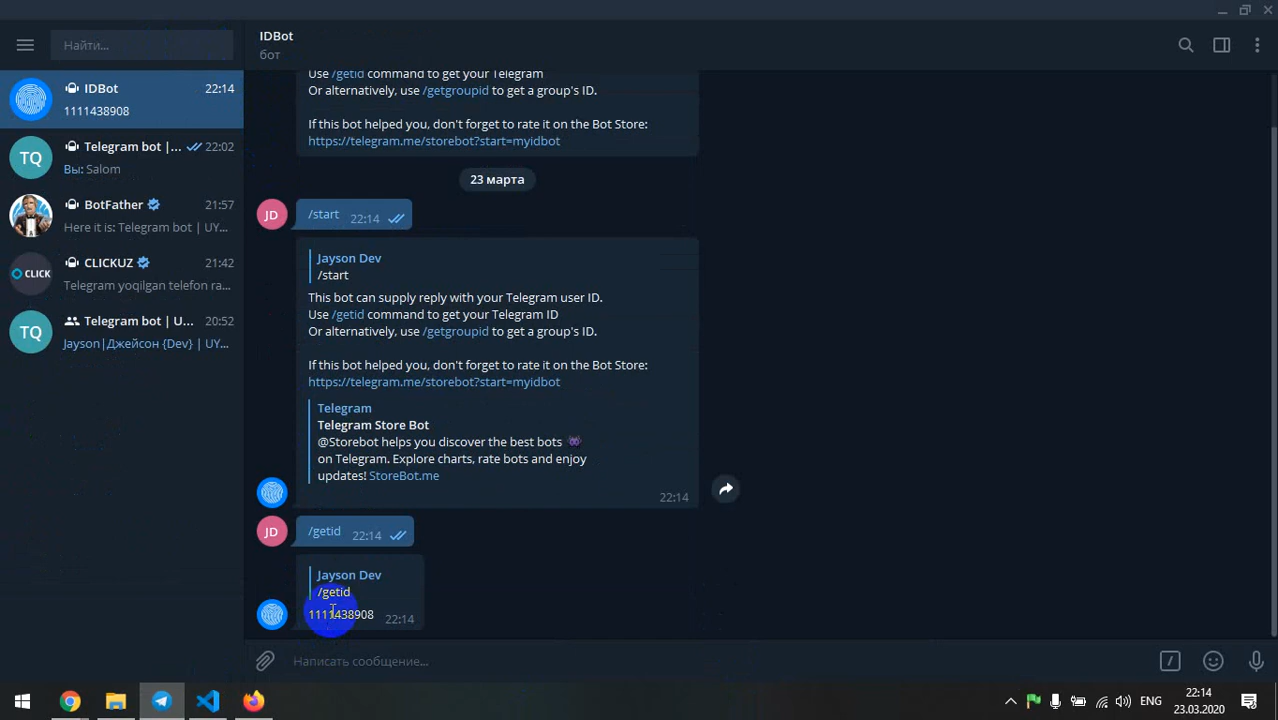 Найти...
IDBot 22:14
1111438908
Telegram bot |... 22:02
Вы: Salom
BotFather 21:57
Here it is: Telegram bot | UY...
CLICKUZ 21:42
Telegram yoqilgan telefon ra...
Telegram bot | U... 20:52
Jayson|Джейсон {Dev} | UY...
TQ
TQ
CLICK
IDBot
бот
Use /getid command to get your Telegram
Or alternatively, use /getgroupid to get a group's ID.
If this bot helped you, don't forget to rate it on the Bot Store:
https://telegram.me/storebot?start=myidbot
23 марта
JD /start 22:14
Jayson Dev
/start
This bot can supply reply with your Telegram user ID.
Use /getid command to get your Telegram ID
Or alternatively, use /getgroupid to get a group's ID.
If this bot helped you, don't forget to rate it on the Bot Store:
https://telegram.me/storebot?start=myidbot
Telegram
Telegram Store Bot
@Storebot helps you discover the best bots
on Telegram. Explore charts, rate bots and enjoy
updates! StoreBot.me
22:14
JD /getid 22:14
Jayson Dev
/getid
1111438908 22:14
Написать сообщение...
ENG 22:14
23.03.2020